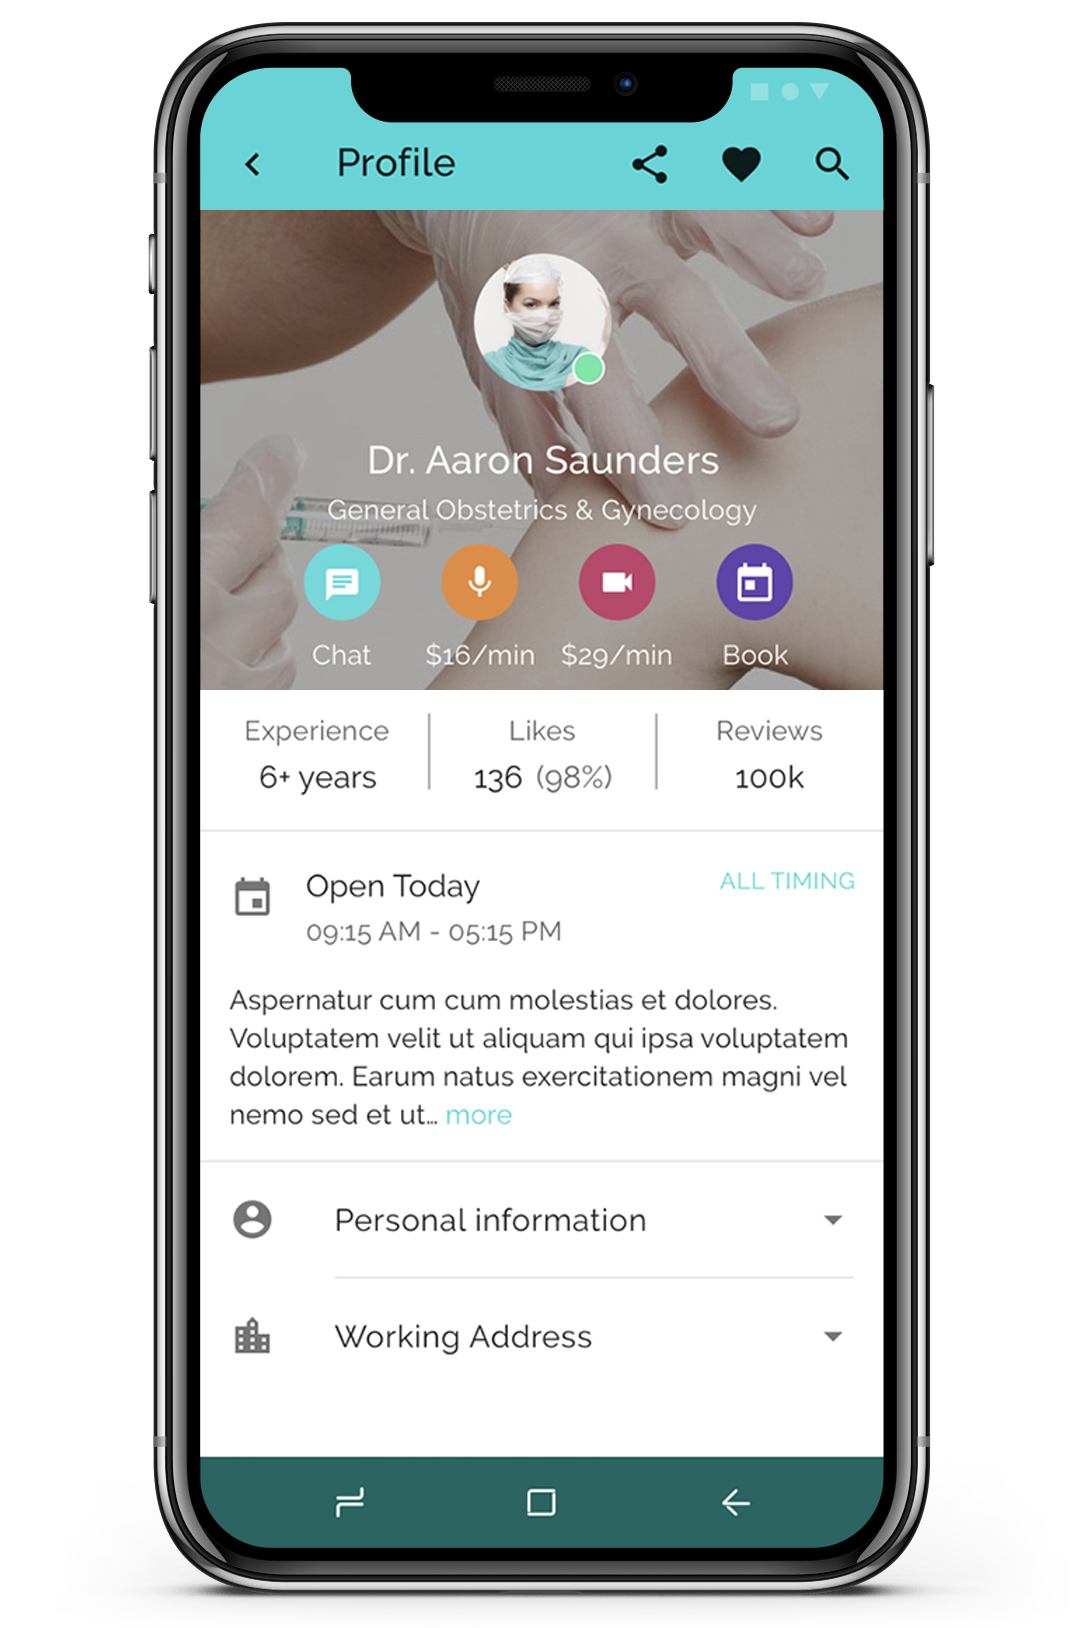 Profile
Dr. Aaron Saunders
General Obstetrics & Gynecology
Chat $16/min $29/min Book
Experience Likes Reviews
6+ years 136 (98%) 100k
Open Today ALL TIMING
09:15 AM - 05:15 PM
Aspernatur cum cum molestias et dolores.
Voluptatem velit ut aliquam qui ipsa voluptatem
dolorem. Earum natus exercitationem magni vel
nemo sed et ut... more
Personal information
Working Address